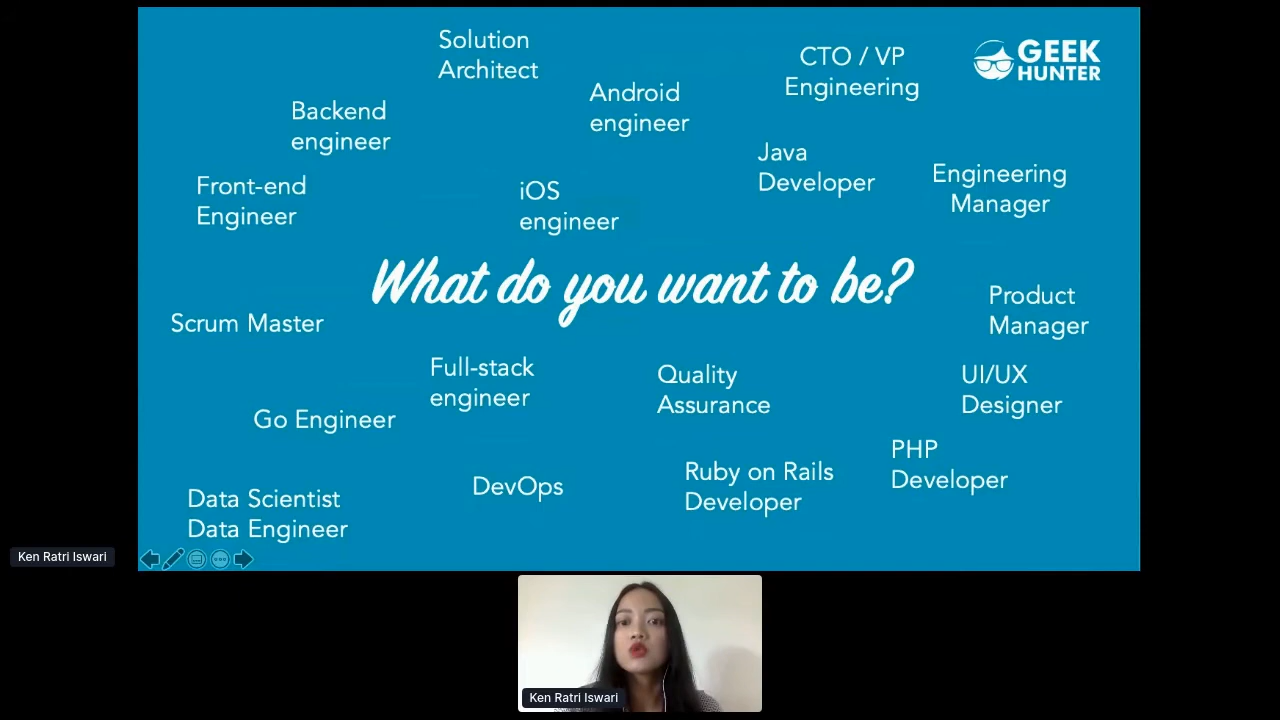 Solution
Architect
CTO / VP
Engineering
GEEK
HUNTER
Android
engineer
Backend
engineer
Java
Developer
Engineering
Manager
Front-end
Engineer
iOS
engineer
What do you want to be?
Product
Manager
Scrum Master
Full-stack
engineer
Quality
Assurance
UI/UX
Designer
Go Engineer
PHP
Developer
Ruby on Rails
Developer
DevOps
Data Scientist
Data Engineer
Ken Ratri Iswari
Ken Ratri Iswari